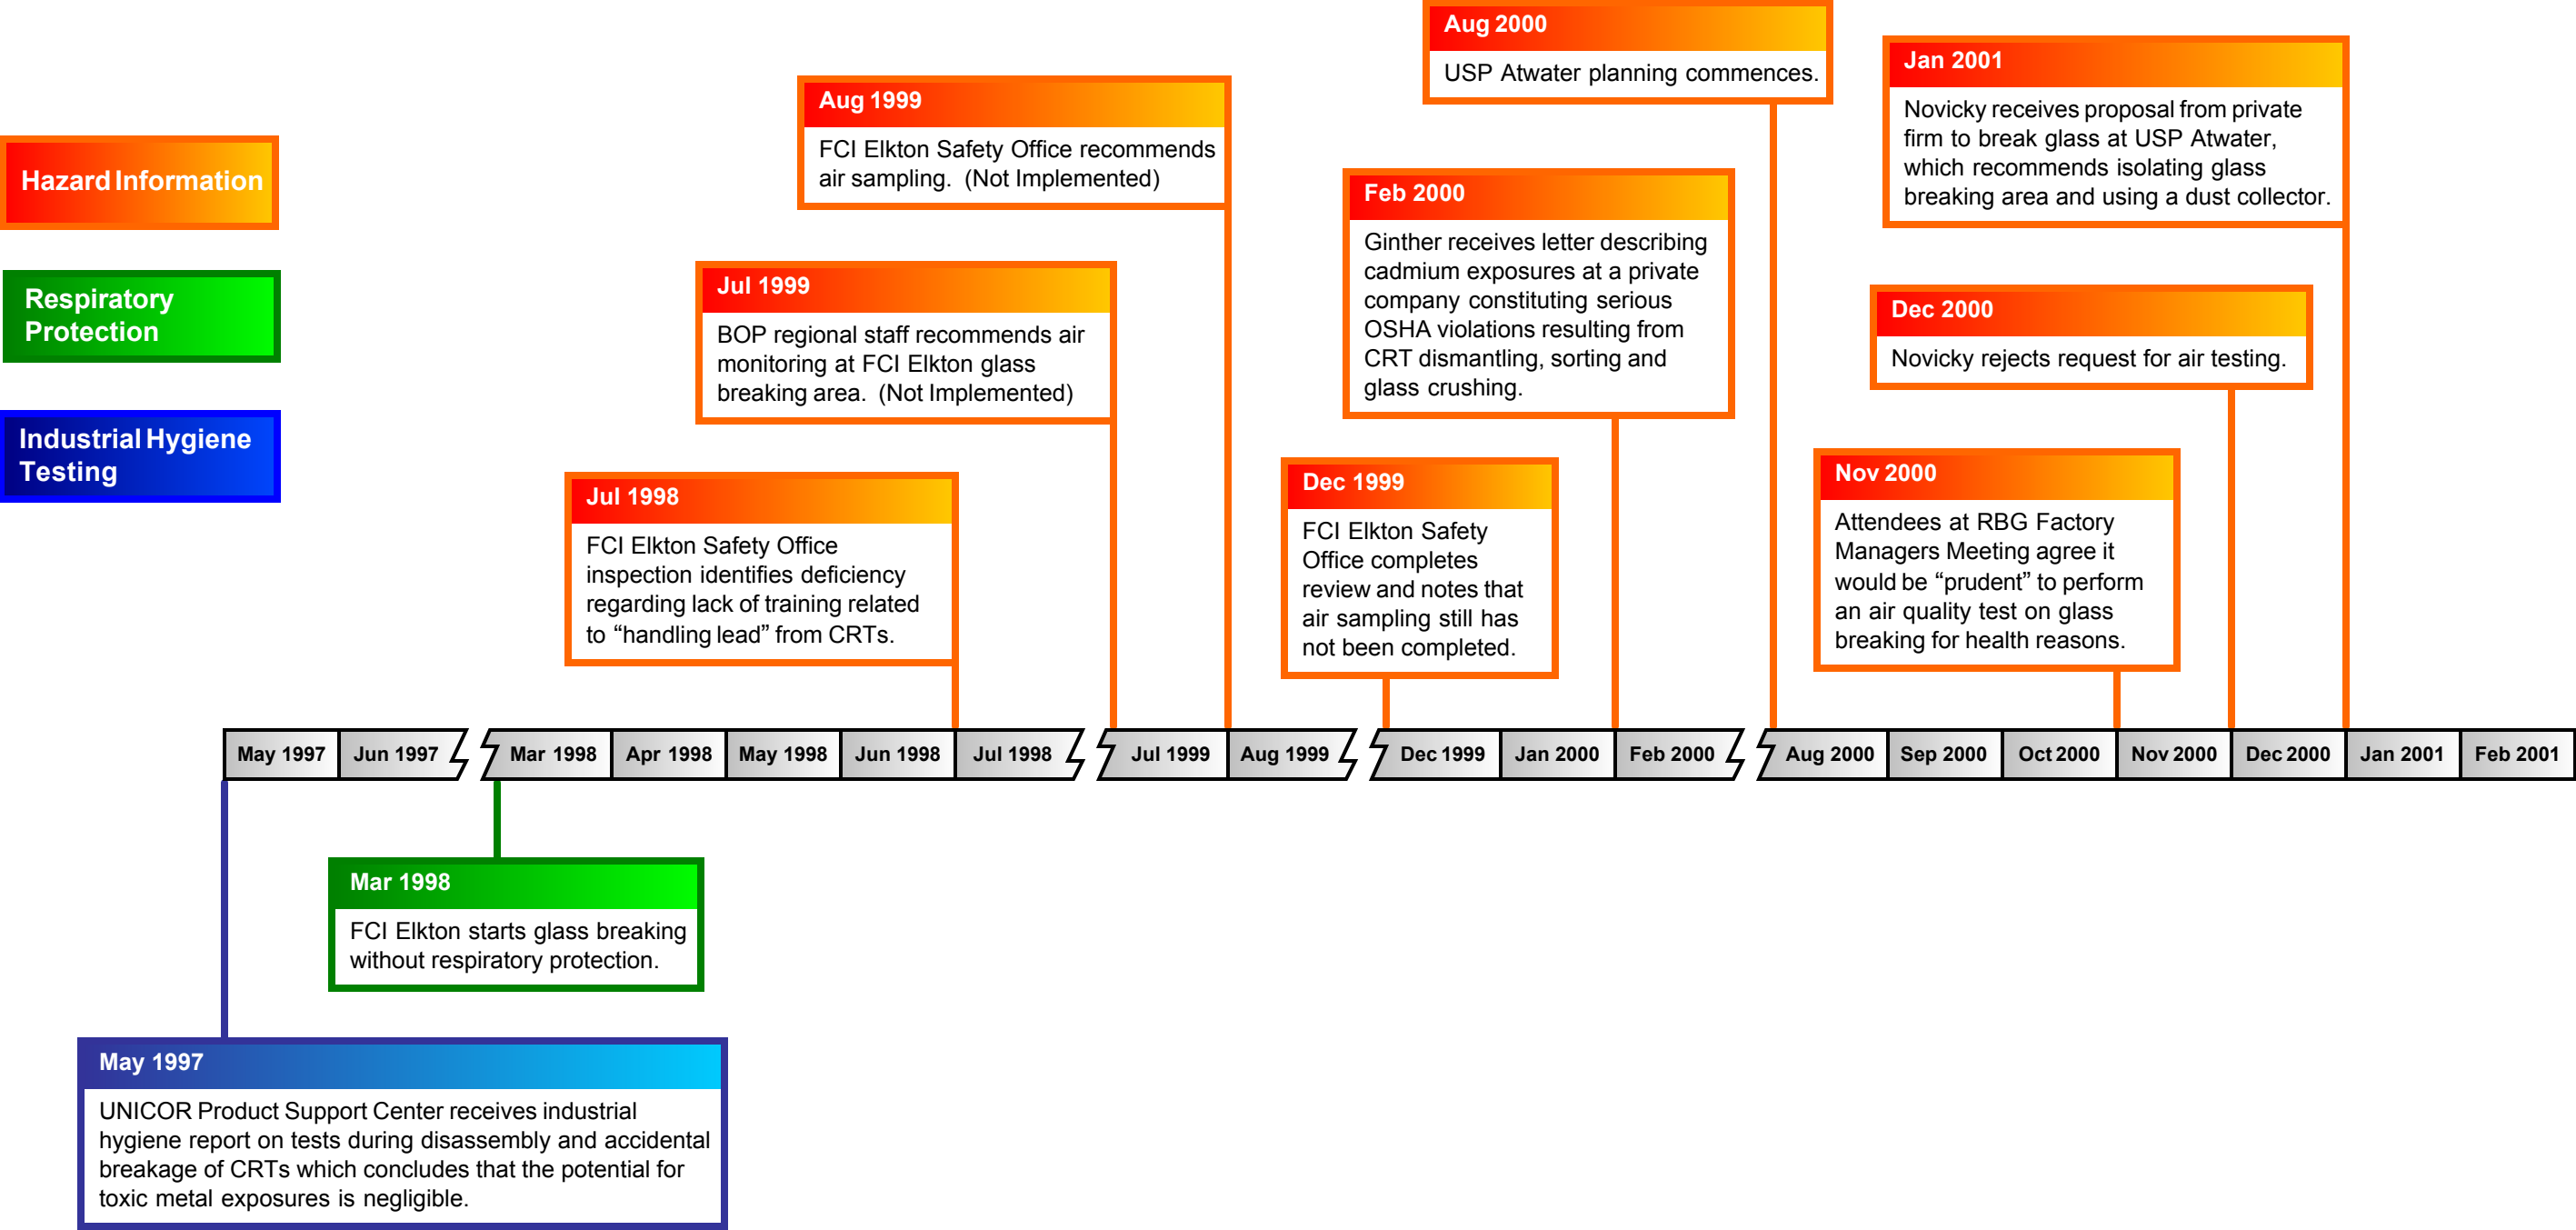 Hazard Information
Respiratory
Protection
Industrial Hygiene
Testing
Aug 1999
FCI Elkton Safety Office recommends
air sampling. (Not Implemented)
Jul 1999
BOP regional staff recommends air
monitoring at FCI Elkton glass
breaking area. (Not Implemented)
Jul 1998
FCI Elkton Safety Office
inspection identifies deficiency
regarding lack of training related
to “handling lead” from CRTs.
Aug 2000
USP Atwater planning commences.
Feb 2000
Ginther receives letter describing
cadmium exposures at a private
company constituting serious
OSHA violations resulting from
CRT dismantling, sorting and
glass crushing.
Dec 1999
FCI Elkton Safety
Office completes
review and notes that
air sampling still has
not been completed.
Jan 2001
Novicky receives proposal from private
firm to break glass at USP Atwater,
which recommends isolating glass
breaking area and using a dust collector.
Dec 2000
Novicky rejects request for air testing.
Nov 2000
Attendees at RBG Factory
Managers Meeting agree it
would be “prudent” to perform
an air quality test on glass
breaking for health reasons.
May 1997 Jun 1997 Mar 1998 Apr 1998 May 1998 Jun 1998 Jul 1998 Jul 1999 Aug 1999 Dec 1999 Jan 2000 Feb 2000 Aug 2000 Sep 2000 Oct 2000 Nov 2000 Dec 2000 Jan 2001 Feb 2001
Mar 1998
FCI Elkton starts glass breaking
without respiratory protection.
May 1997
UNICOR Product Support Center receives industrial
hygiene report on tests during disassembly and accidental
breakage of CRTs which concludes that the potential for
toxic metal exposures is negligible.